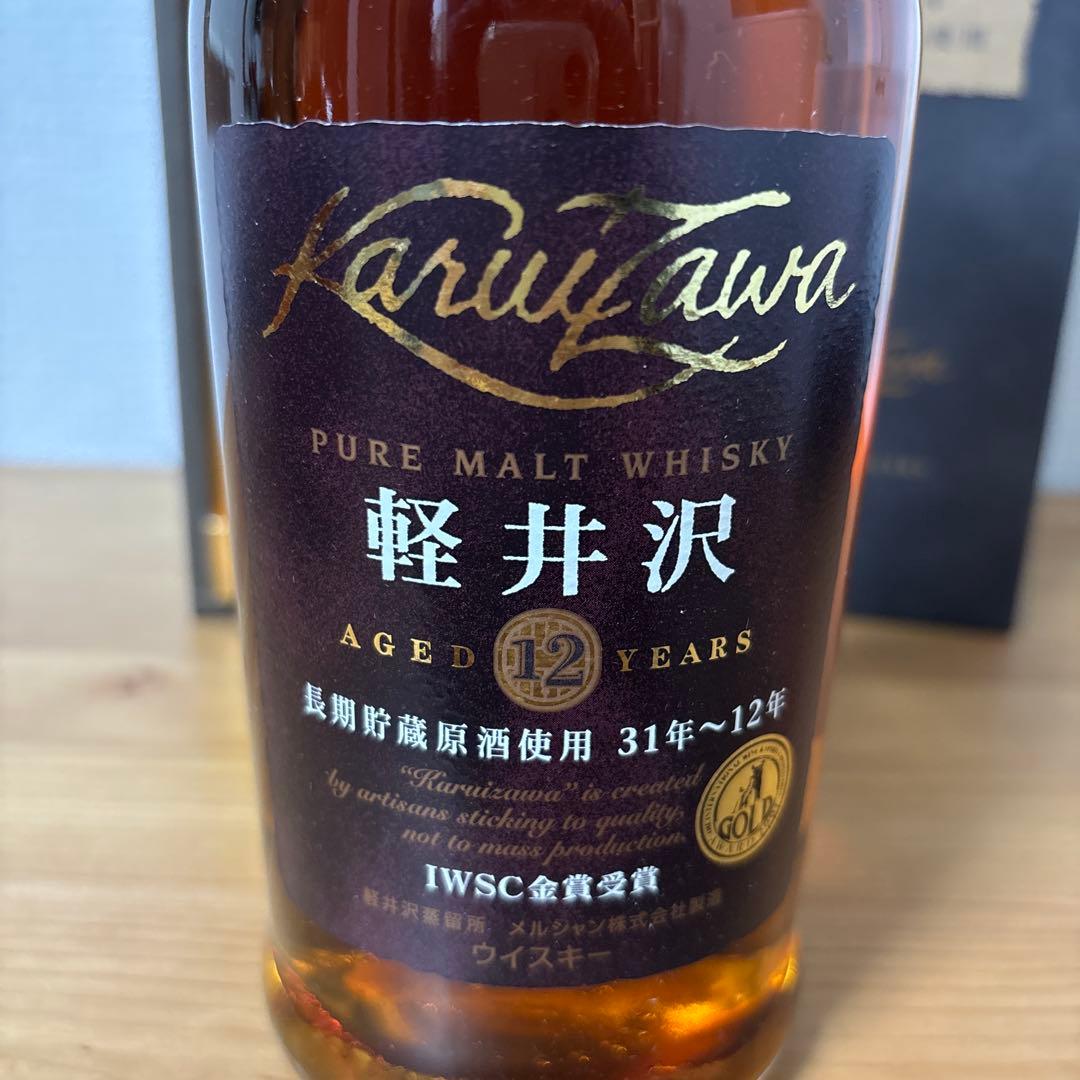 Karuizawa
PURE MALT WHISKY
軽井沢
AGED 12 YEARS
長期貯蔵原酒使用 31年～12年
“Karuizawa” is created
by artisans sticking to quality,
not to mass production.
GOLD
IWSC金賞受賞
軽井沢蒸留所 メルシャン株式会社製造
ウイスキー